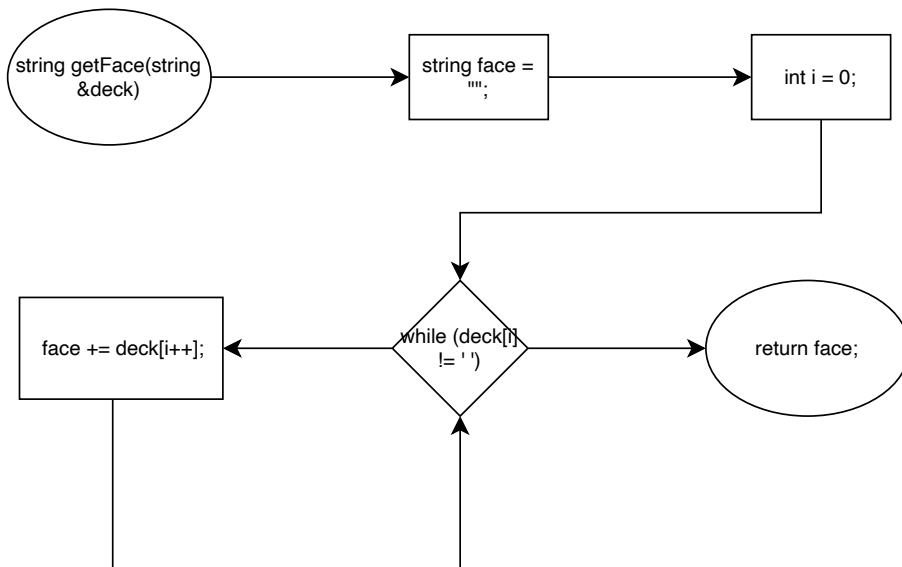 string getFace(string
&deck)
string face =
"";
int i = 0;
face += deck[i++];
while (deck[i]
!= ' ')
return face;